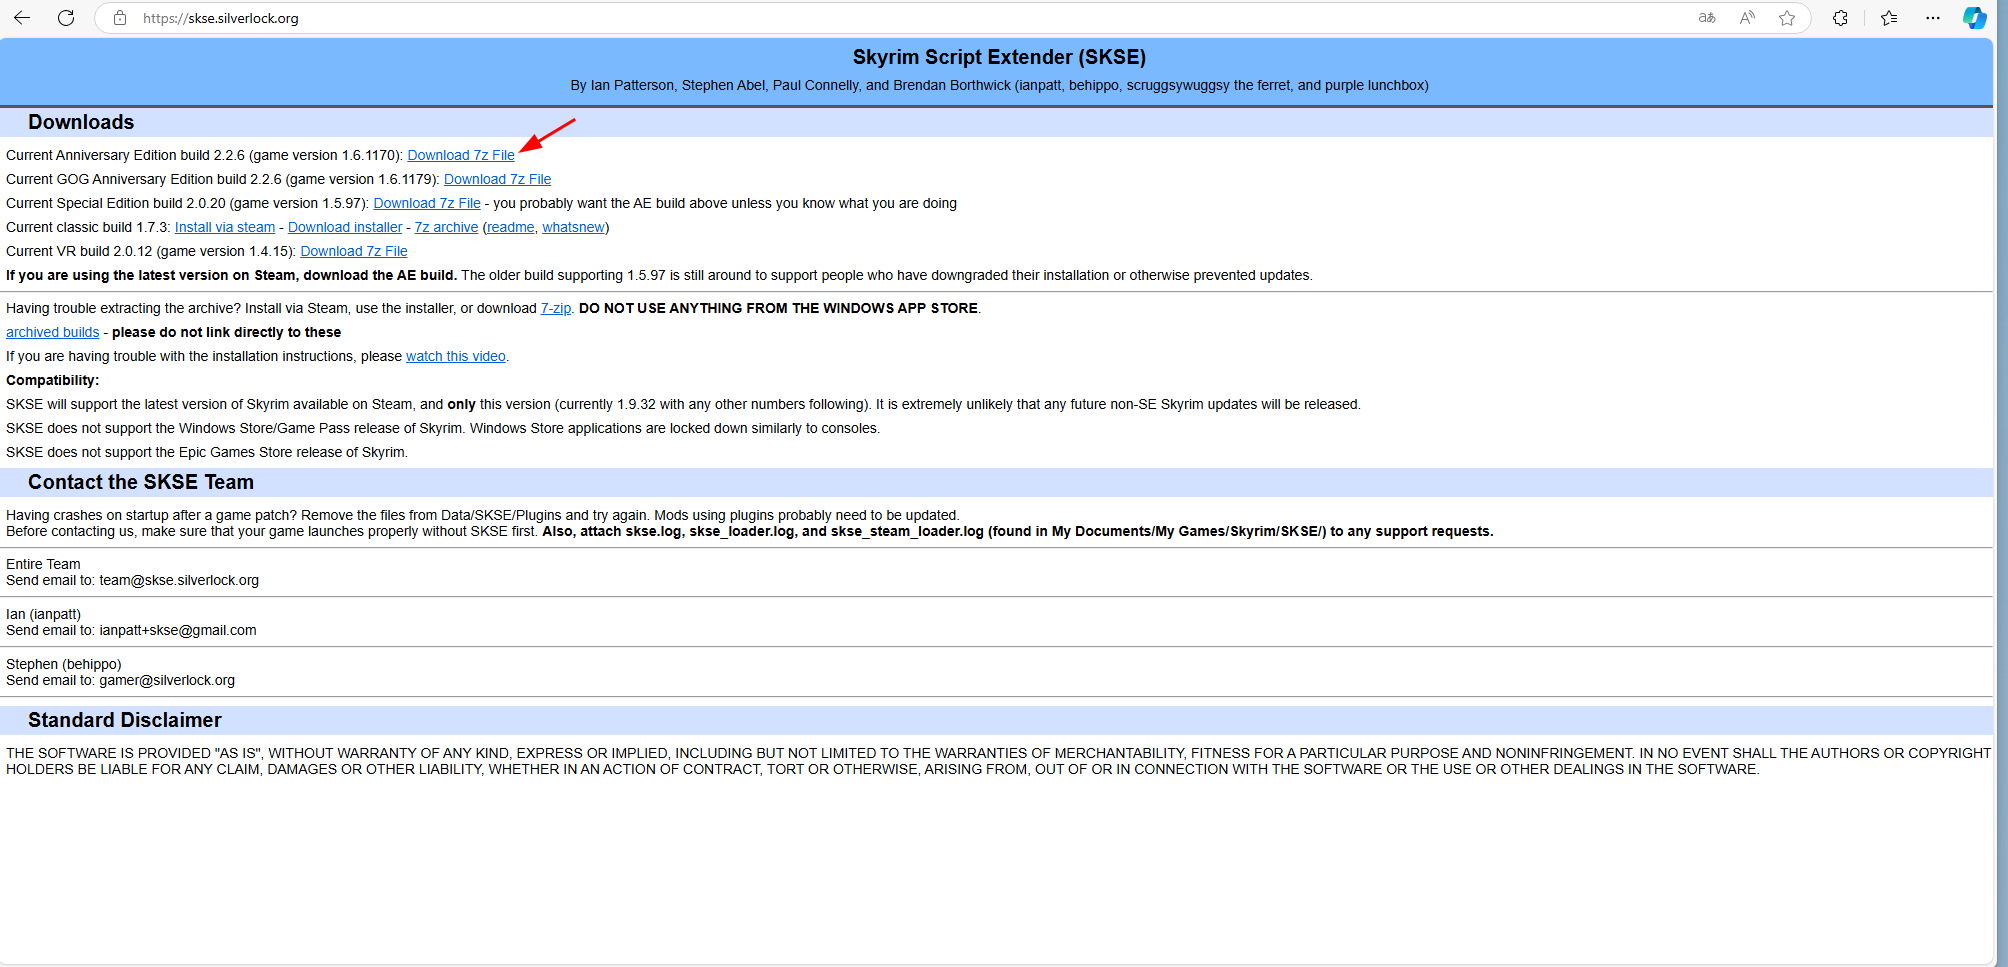 https://skse.silverlock.org
Skyrim Script Extender (SKSE)
By Ian Patterson, Stephen Abel, Paul Connelly, and Brendan Borthwick (ianpatt, behippo, scruggsywuggsy the ferret, and purple lunchbox)
Downloads
Current Anniversary Edition build 2.2.6 (game version 1.6.1170): Download 7z File
Current GOG Anniversary Edition build 2.2.6 (game version 1.6.1179): Download 7z File
Current Special Edition build 2.0.20 (game version 1.5.97): Download 7z File - you probably want the AE build above unless you know what you are doing
Current classic build 1.7.3: Install via steam - Download installer - 7z archive (readme, whatsnew)
Current VR build 2.0.12 (game version 1.4.15): Download 7z File
If you are using the latest version on Steam, download the AE build. The older build supporting 1.5.97 is still around to support people who have downgraded their installation or otherwise prevented updates.
Having trouble extracting the archive? Install via Steam, use the installer, or download 7-zip. DO NOT USE ANYTHING FROM THE WINDOWS APP STORE.
archived builds - please do not link directly to these
If you are having trouble with the installation instructions, please watch this video.
Compatibility:
SKSE will support the latest version of Skyrim available on Steam, and only this version (currently 1.9.32 with any other numbers following). It is extremely unlikely that any future non-SE Skyrim updates will be released.
SKSE does not support the Windows Store/Game Pass release of Skyrim. Windows Store applications are locked down similarly to consoles.
SKSE does not support the Epic Games Store release of Skyrim.
Contact the SKSE Team
Having crashes on startup after a game patch? Remove the files from Data/SKSE/Plugins and try again. Mods using plugins probably need to be updated.
Before contacting us, make sure that your game launches properly without SKSE first. Also, attach skse.log, skse_loader.log, and skse_steam_loader.log (found in My Documents/My Games/Skyrim/SKSE/) to any support requests.
Entire Team
Send email to: team@skse.silverlock.org
Ian (ianpatt)
Send email to: ianpatt+skse@gmail.com
Stephen (behippo)
Send email to: gamer@silverlock.org
Standard Disclaimer
THE SOFTWARE IS PROVIDED "AS IS", WITHOUT WARRANTY OF ANY KIND, EXPRESS OR IMPLIED, INCLUDING BUT NOT LIMITED TO THE WARRANTIES OF MERCHANTABILITY, FITNESS FOR A PARTICULAR PURPOSE AND NONINFRINGEMENT. IN NO EVENT SHALL THE AUTHORS OR COPYRIGHT
HOLDERS BE LIABLE FOR ANY CLAIM, DAMAGES OR OTHER LIABILITY, WHETHER IN AN ACTION OF CONTRACT, TORT OR OTHERWISE, ARISING FROM, OUT OF OR IN CONNECTION WITH THE SOFTWARE OR THE USE OR OTHER DEALINGS IN THE SOFTWARE.